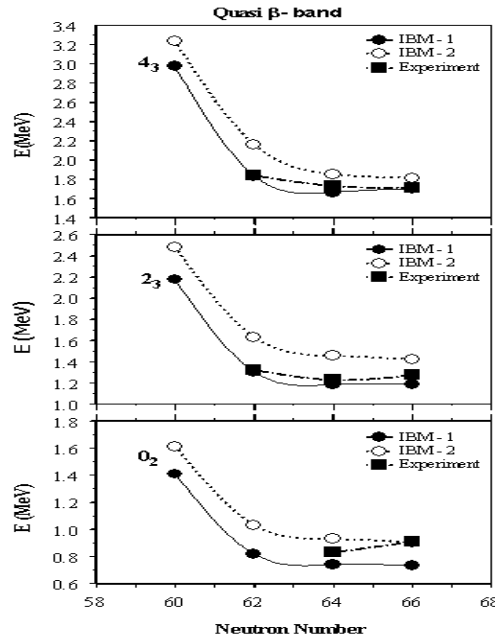 Quasi β- band
3.4
3.2
3.0
2.8
2.6
2.4
2.2
2.0
1.8
1.6
1.4
E(MeV)
4₃
IBM - 1
IBM - 2
Experiment
2.6
2.4
2.2
2.0
1.8
1.6
1.4
1.2
1.0
E (MeV)
2₃
IBM - 1
IBM - 2
Experiment
1.8
1.6
1.4
1.2
1.0
0.8
0.6
E (MeV)
0₂
IBM - 1
IBM - 2
Experiment
58 60 62 64 66 68
Neutron Number